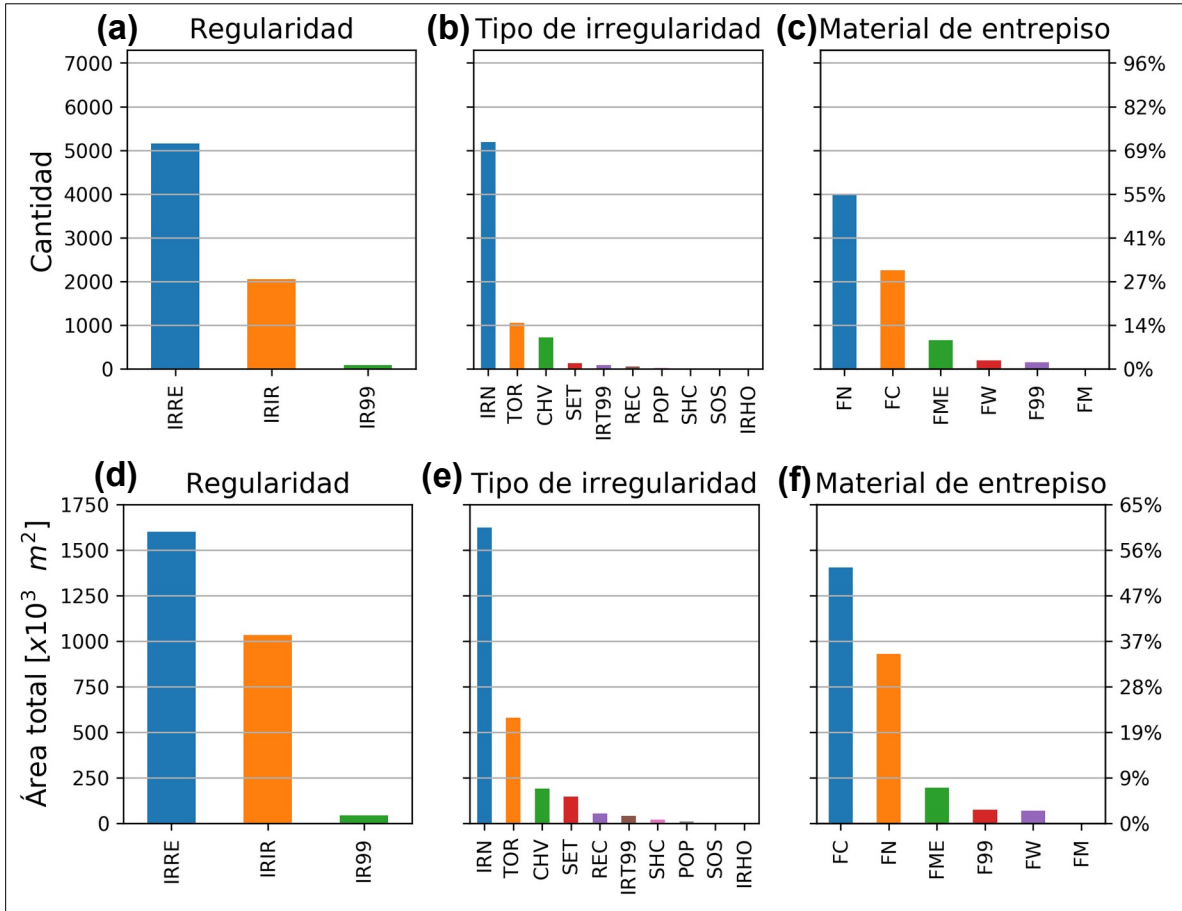 (a) Regularidad
7000
6000
5000
4000
3000
2000
1000
0
Cantidad
IRRE
IRIR
IR99
(b) Tipo de irregularidad
IRN
TOR
CHV
SET
IRT99
REC
POP
SHC
SOS
IRHO
(c) Material de entrepiso
96%
82%
69%
55%
41%
27%
14%
0%
FN
FC
FME
FW
F99
FM
(d) Regularidad
1750
1500
1250
1000
750
500
250
0
Área total [x10³ m²]
IRRE
IRIR
IR99
(e) Tipo de irregularidad
IRN
TOR
CHV
SET
REC
IRT99
SHC
POP
SOS
IRHO
(f) Material de entrepiso
65%
56%
47%
37%
28%
19%
9%
0%
FC
FN
FME
F99
FW
FM